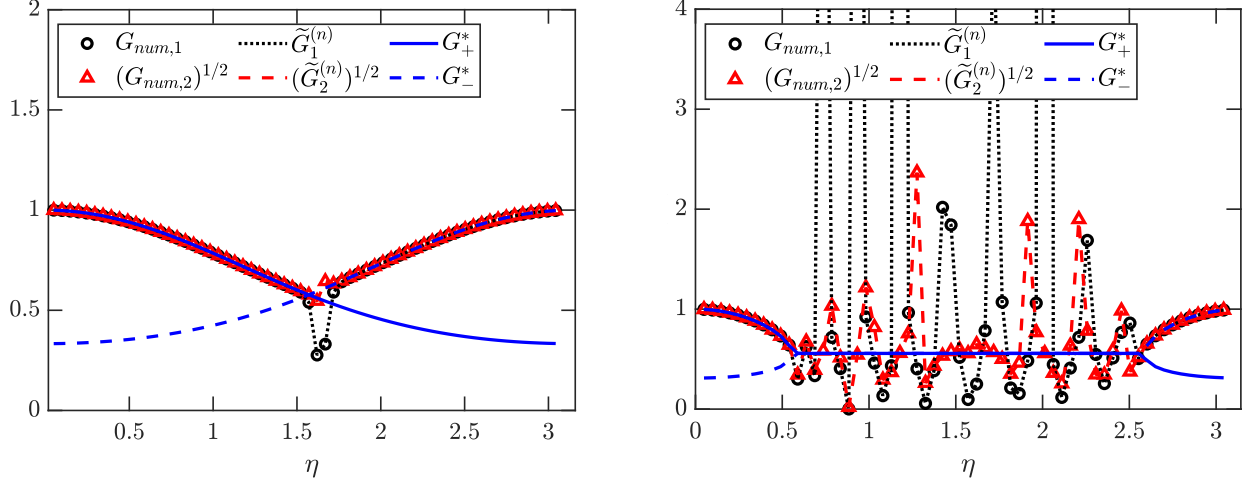 2
1.5
1
0.5
0
G_{num,1} \widetilde{G}_1^{(n)} G_+^*
(G_{num,2})^{1/2} (\widetilde{G}_2^{(n)})^{1/2} G_-^*
0.5 1 1.5 2 2.5 3
η
4
3
2
1
0
G_{num,1} \widetilde{G}_1^{(n)} G_+^*
(G_{num,2})^{1/2} (\widetilde{G}_2^{(n)})^{1/2} G_-^*
0 0.5 1 1.5 2 2.5 3
η